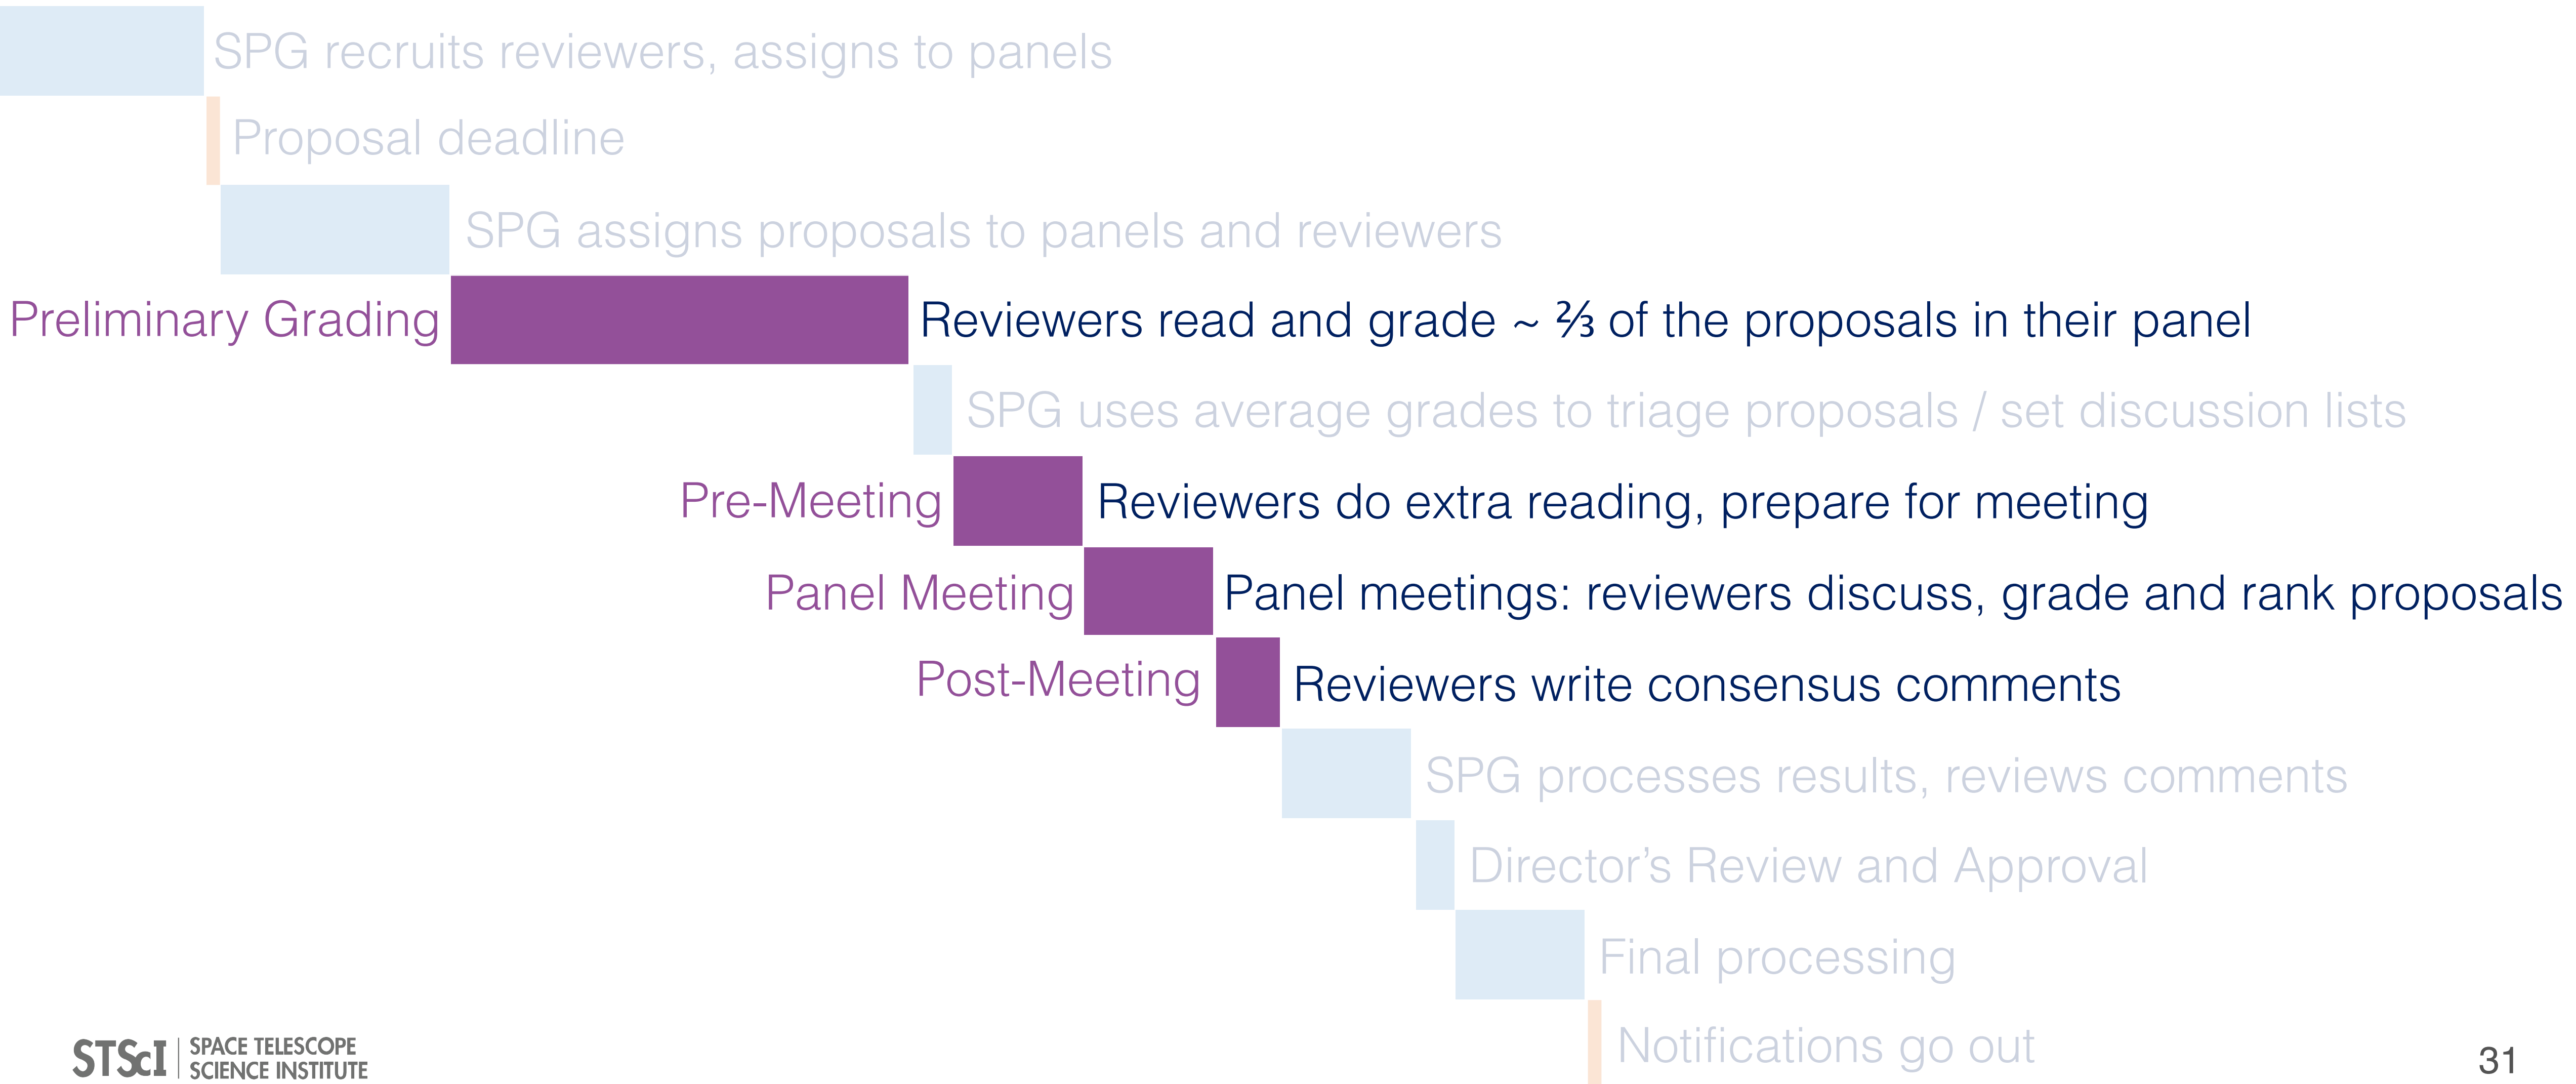 SPG recruits reviewers, assigns to panels
Proposal deadline
SPG assigns proposals to panels and reviewers
Preliminary Grading
Reviewers read and grade ~ ⅔ of the proposals in their panel
SPG uses average grades to triage proposals / set discussion lists
Pre-Meeting
Reviewers do extra reading, prepare for meeting
Panel Meeting
Panel meetings: reviewers discuss, grade and rank proposals
Post-Meeting
Reviewers write consensus comments
SPG processes results, reviews comments
Director’s Review and Approval
Final processing
Notifications go out
STScI
SPACE TELESCOPE
SCIENCE INSTITUTE
31